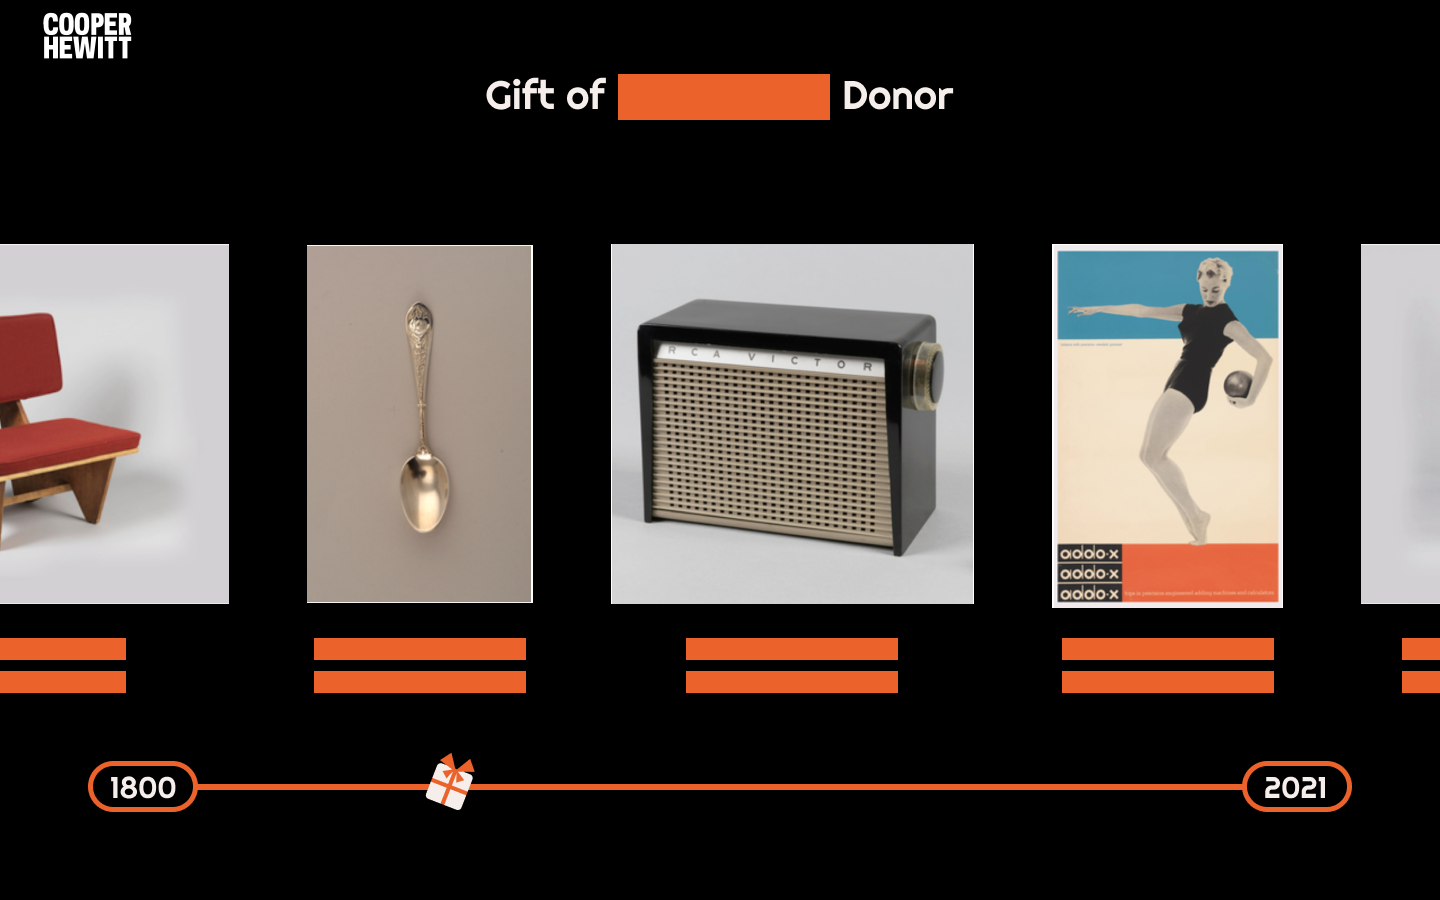 COOPER
HEWITT
Gift of Donor
RCA VICTOR
addo-x
addo-x
addo-x
1800
2021